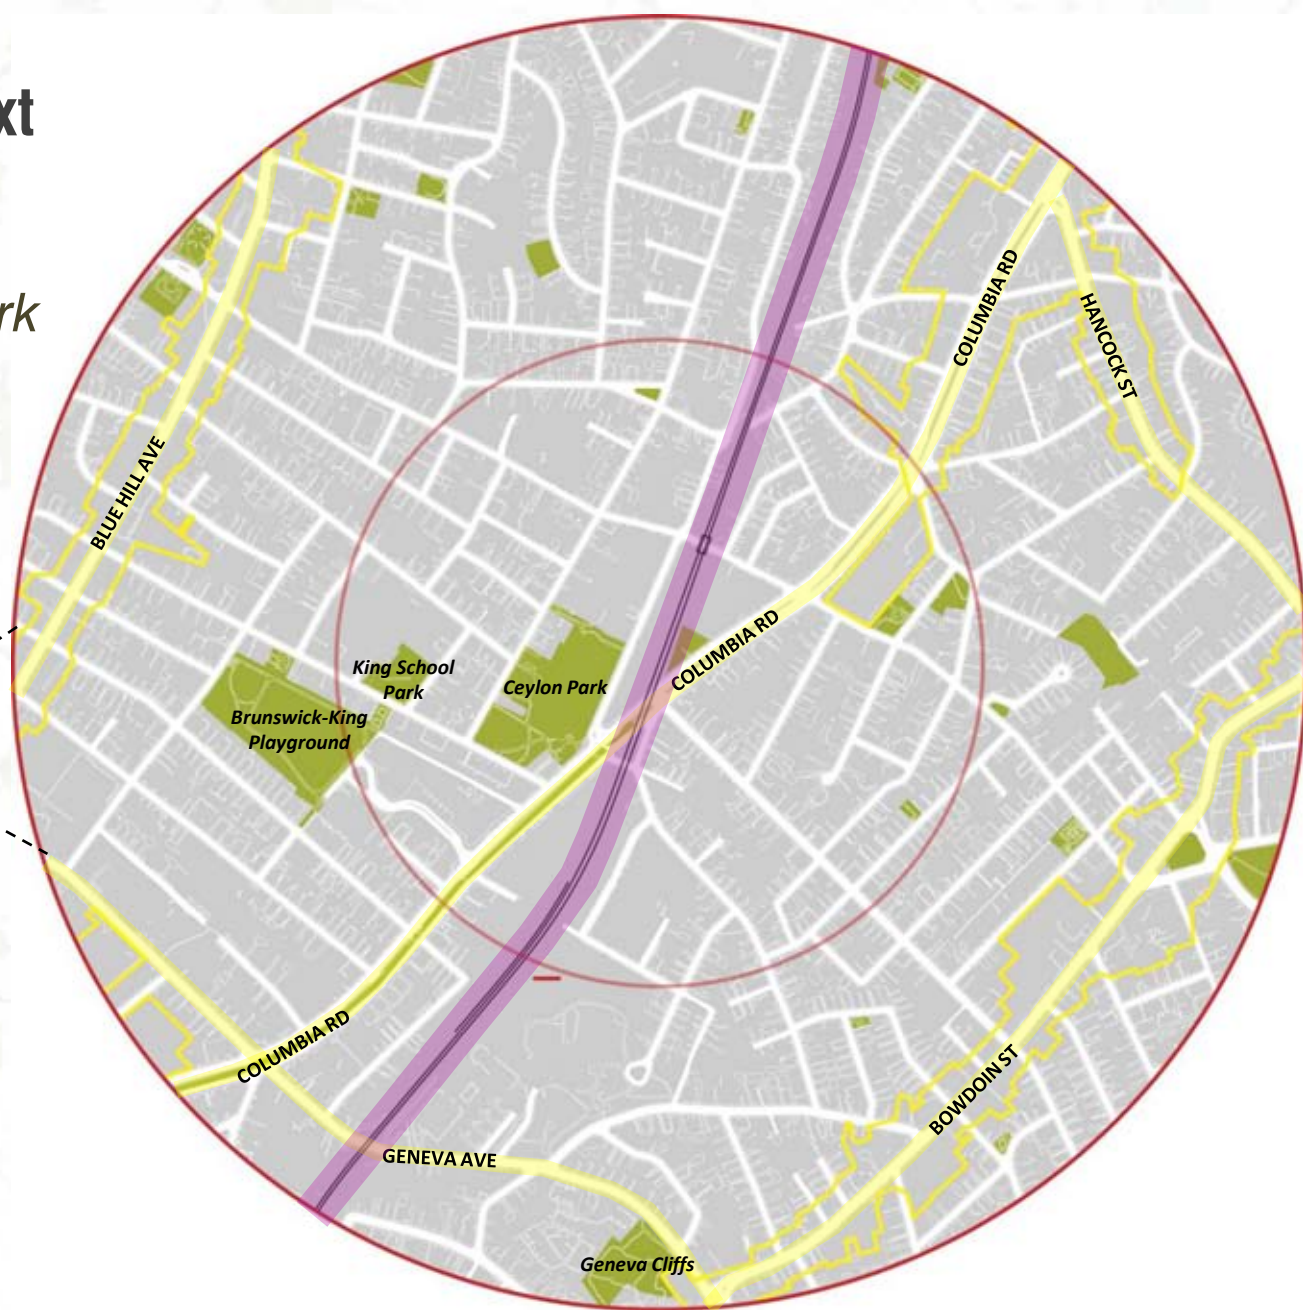 xt
rk
COLUMBIA RD
HANCOCK ST
BLUE HILL AVE
COLUMBIA RD
King School
Park
Ceylon Park
Brunswick-King
Playground
COLUMBIA RD
BOWDOIN ST
GENEVA AVE
Geneva Cliffs